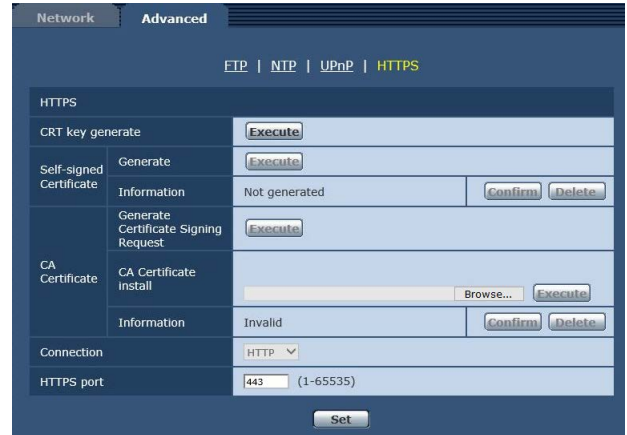 Network Advanced
FTP | NTP | UPnP | HTTPS
HTTPS
CRT key generate Execute
Self-signed Certificate
Generate Execute
Information Not generated Confirm Delete
CA Certificate
Generate Certificate Signing Request Execute
CA Certificate install Browse... Execute
Information Invalid Confirm Delete
Connection HTTP
HTTPS port 443 (1-65535)
Set